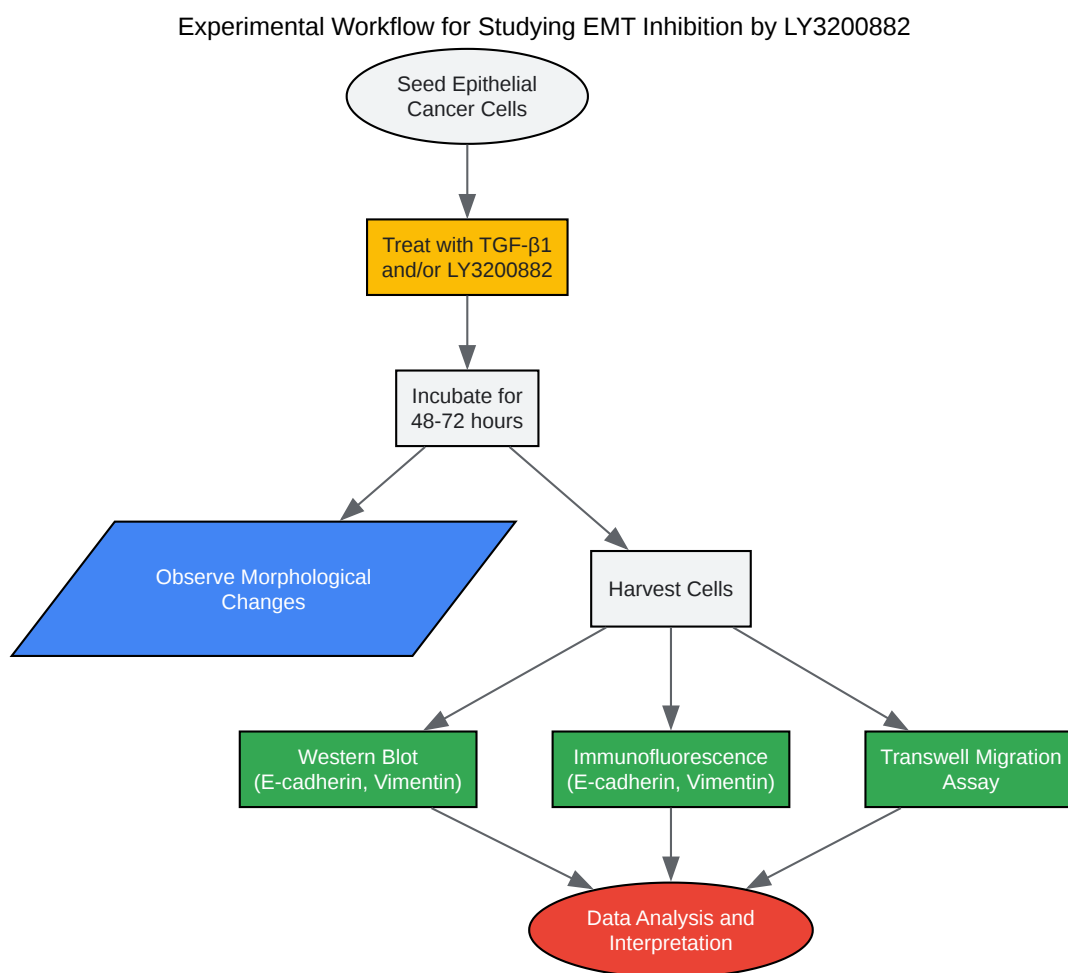 Experimental Workflow for Studying EMT Inhibition by LY3200882
Seed Epithelial
Cancer Cells
Treat with TGF-β1
and/or LY3200882
Incubate for
48-72 hours
Observe Morphological
Changes
Harvest Cells
Western Blot
(E-cadherin, Vimentin)
Immunofluorescence
(E-cadherin, Vimentin)
Transwell Migration
Assay
Data Analysis and
Interpretation